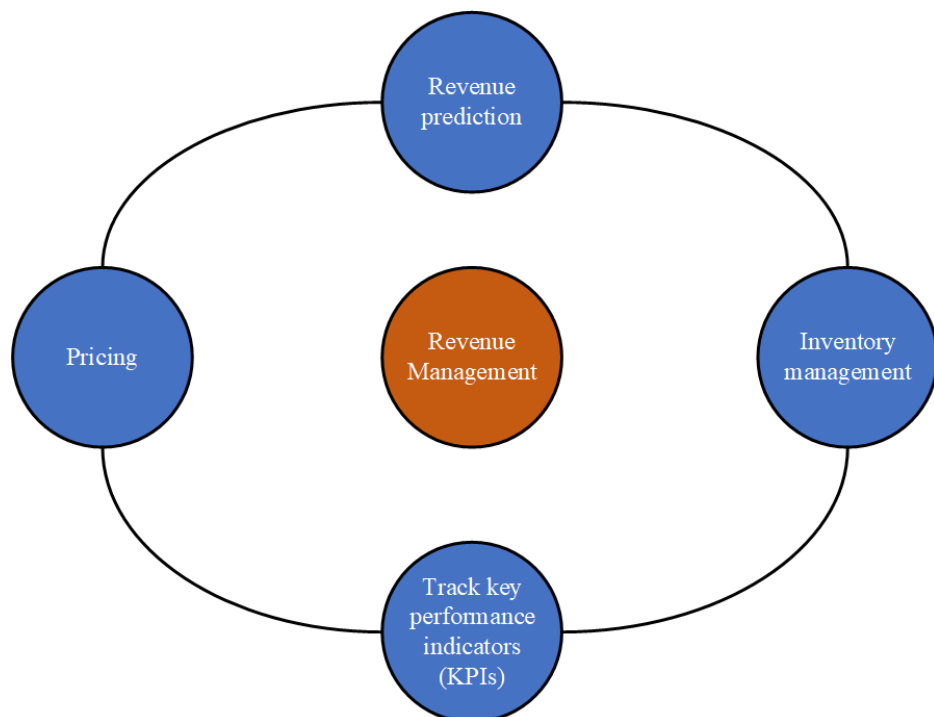 Revenue
prediction
Pricing
Revenue
Management
Inventory
management
Track key
performance
indicators
(KPIs)